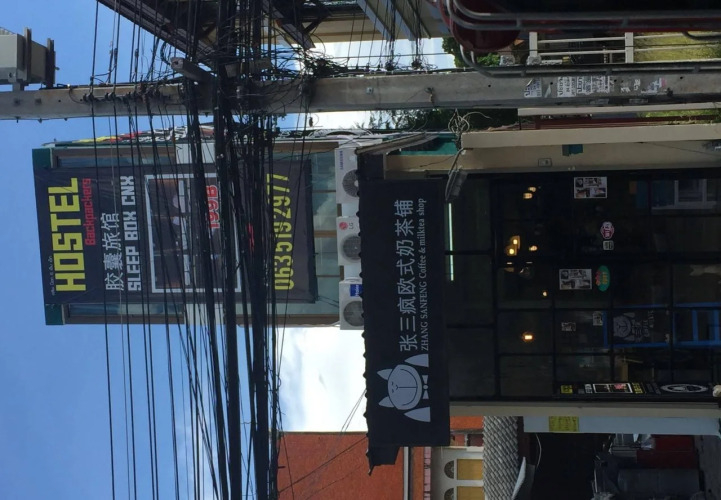 HOSTEL
Backpackers
胶囊旅馆
SLEEP BOX CNX
0635192977
张三疯欧式奶茶铺
ZHANG SANFENG Coffee & milktea shop